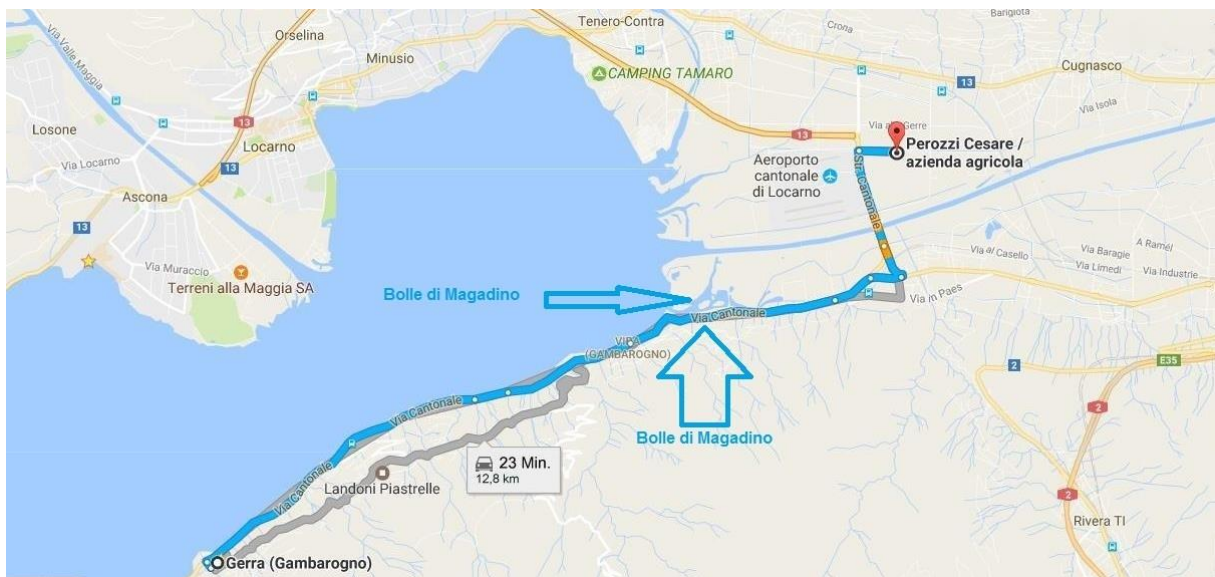 Via Valle Maggia
Orselina
Minusio
Tenero-Contra
CAMPING TAMARO
Crona
Barigiota
13
Cugnasco
Via Isola
Losone
Via Locarno
13
Locarno
13
13
Perozzi Cesare /
azienda agricola
Aeroporto
cantonale
di Locarno
Str. Cantonale
Ascona
13
Via Muraccio
Terreni alla Maggia SA
Via al Casello
Via Baragie
A Ramél
Via Limedi
Via Industrie
Via in Paes
Bolle di Magadino
Via Cantonale
VIRA
(GAMBAROGNO)
2
E35
2
Bolle di Magadino
Via Cantonale
23 Min.
12,8 km
Landoni Piastrelle
Via Cantonale
2
Rivera TI
Gerra (Gambarogno)